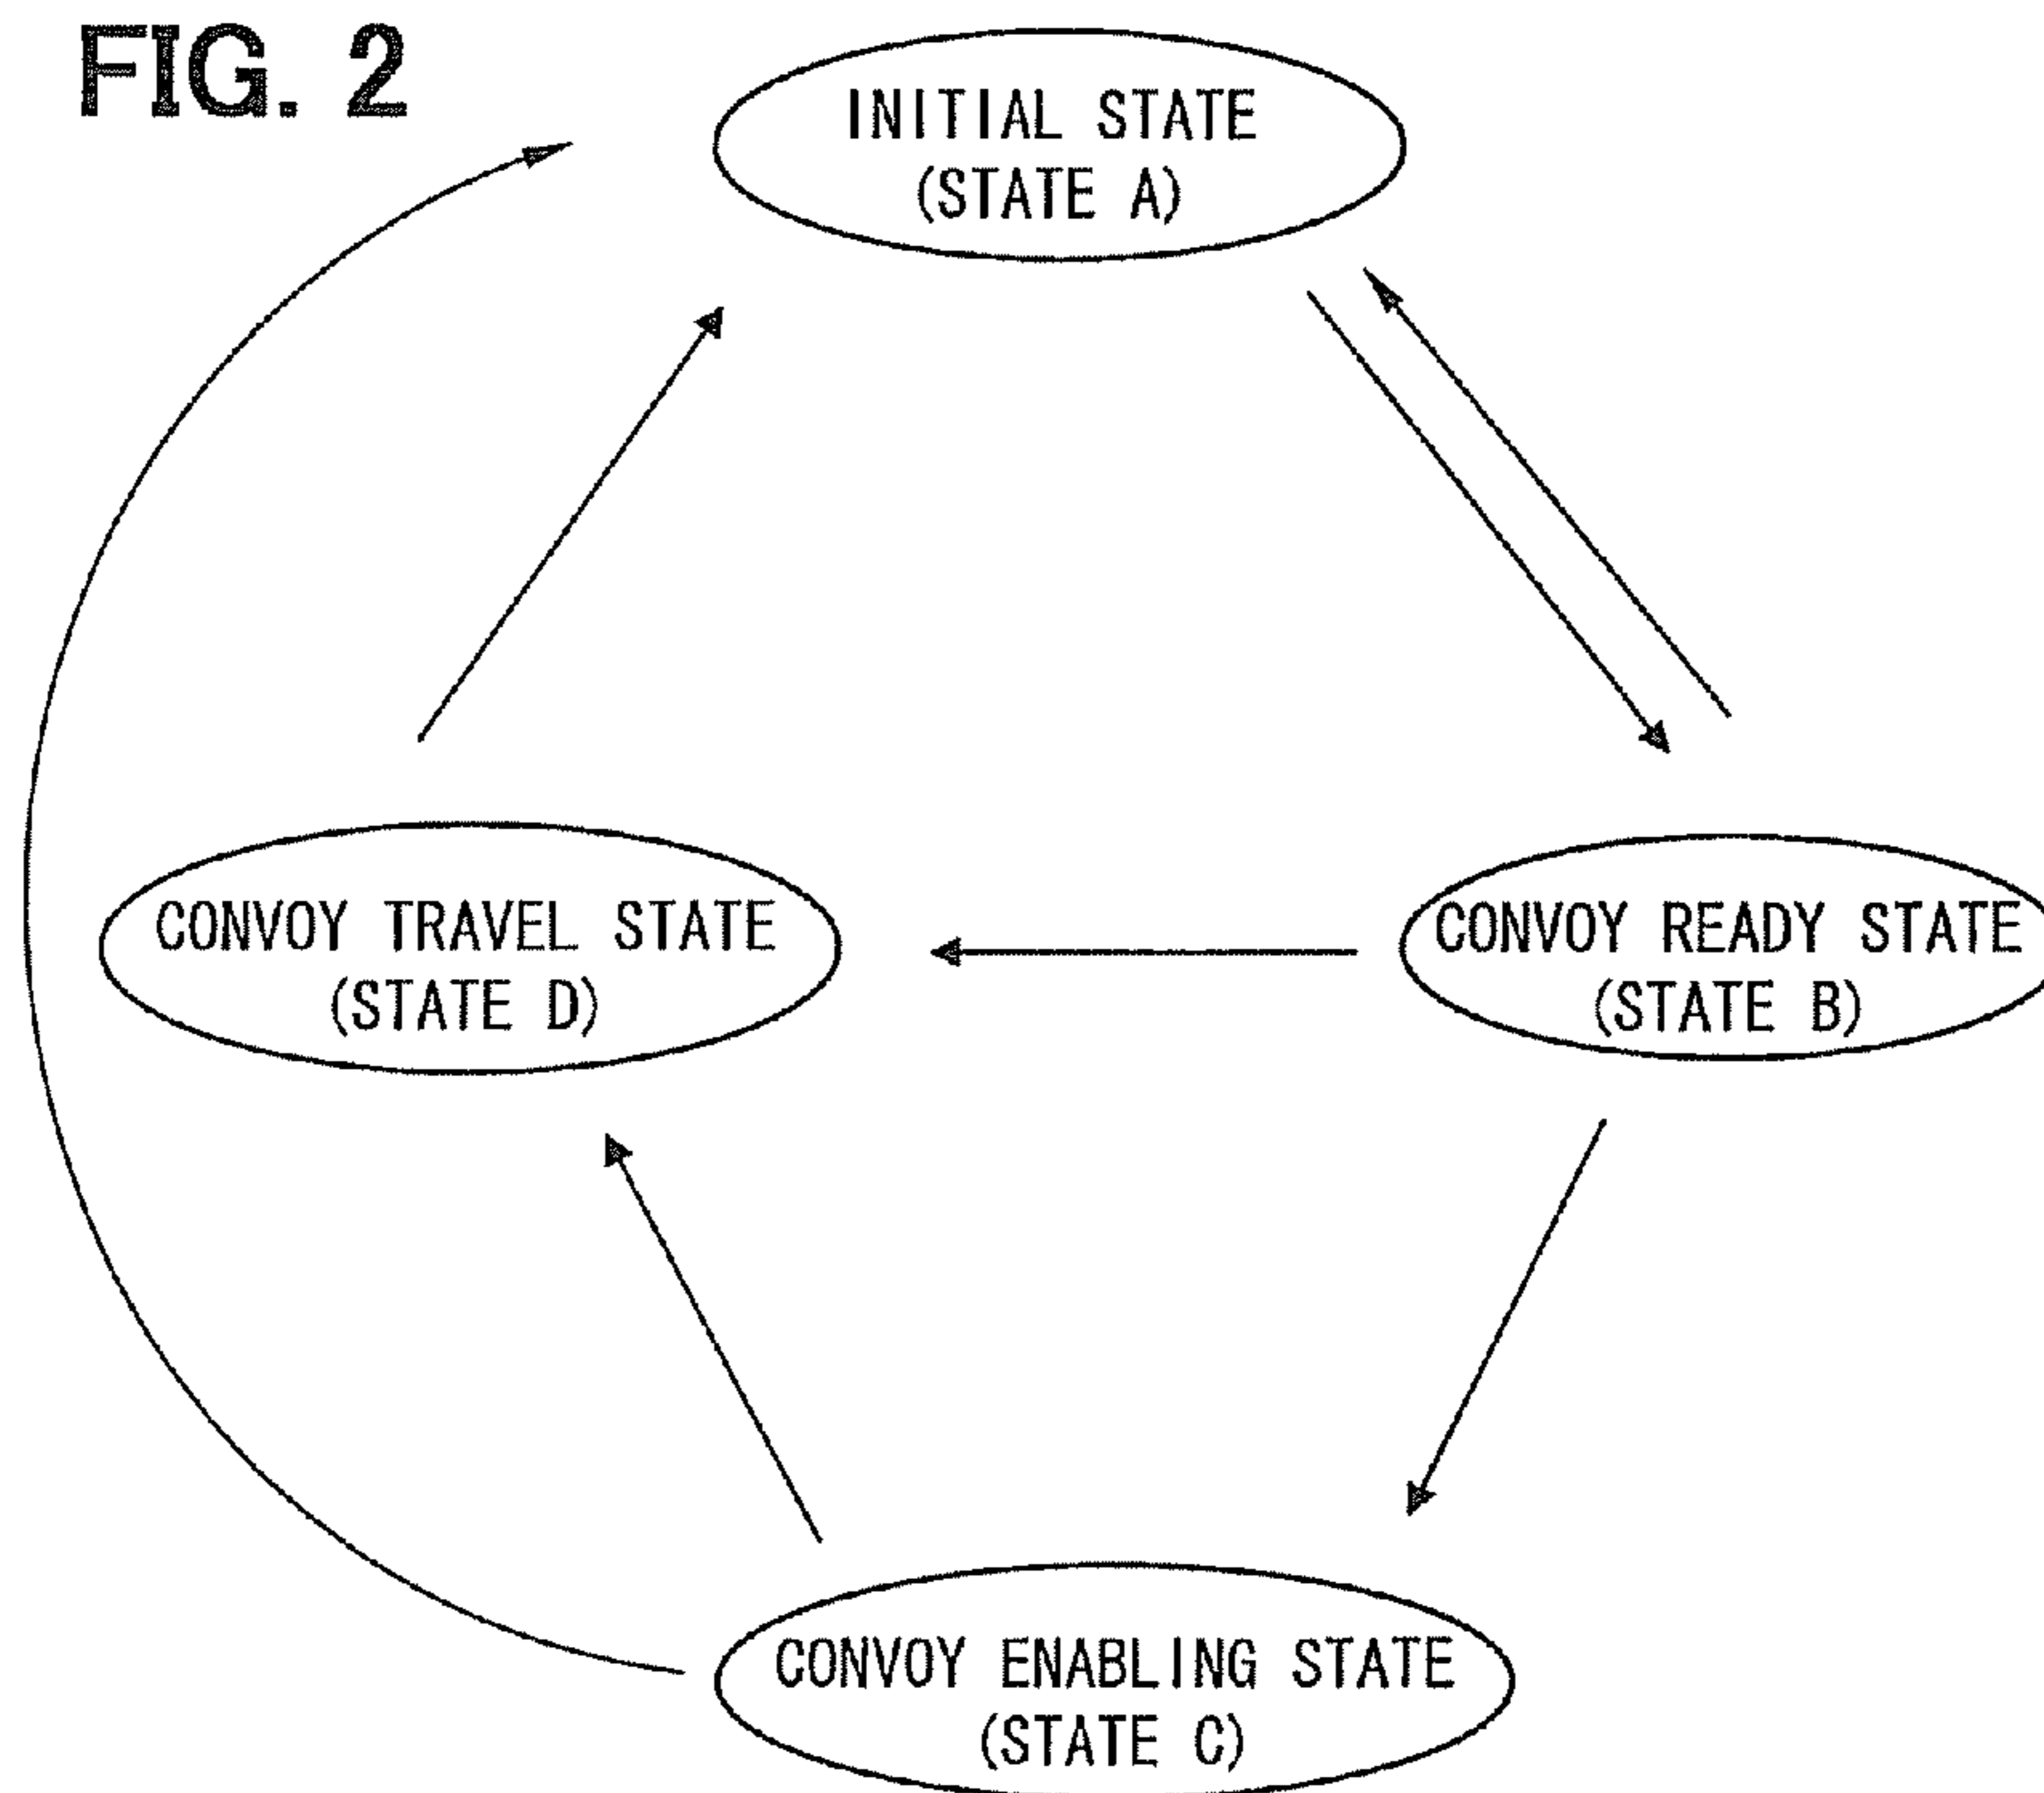 FIG. 2
INITIAL STATE
(STATE A)
CONVOY TRAVEL STATE
(STATE D)
CONVOY READY STATE
(STATE B)
CONVOY ENABLING STATE
(STATE C)